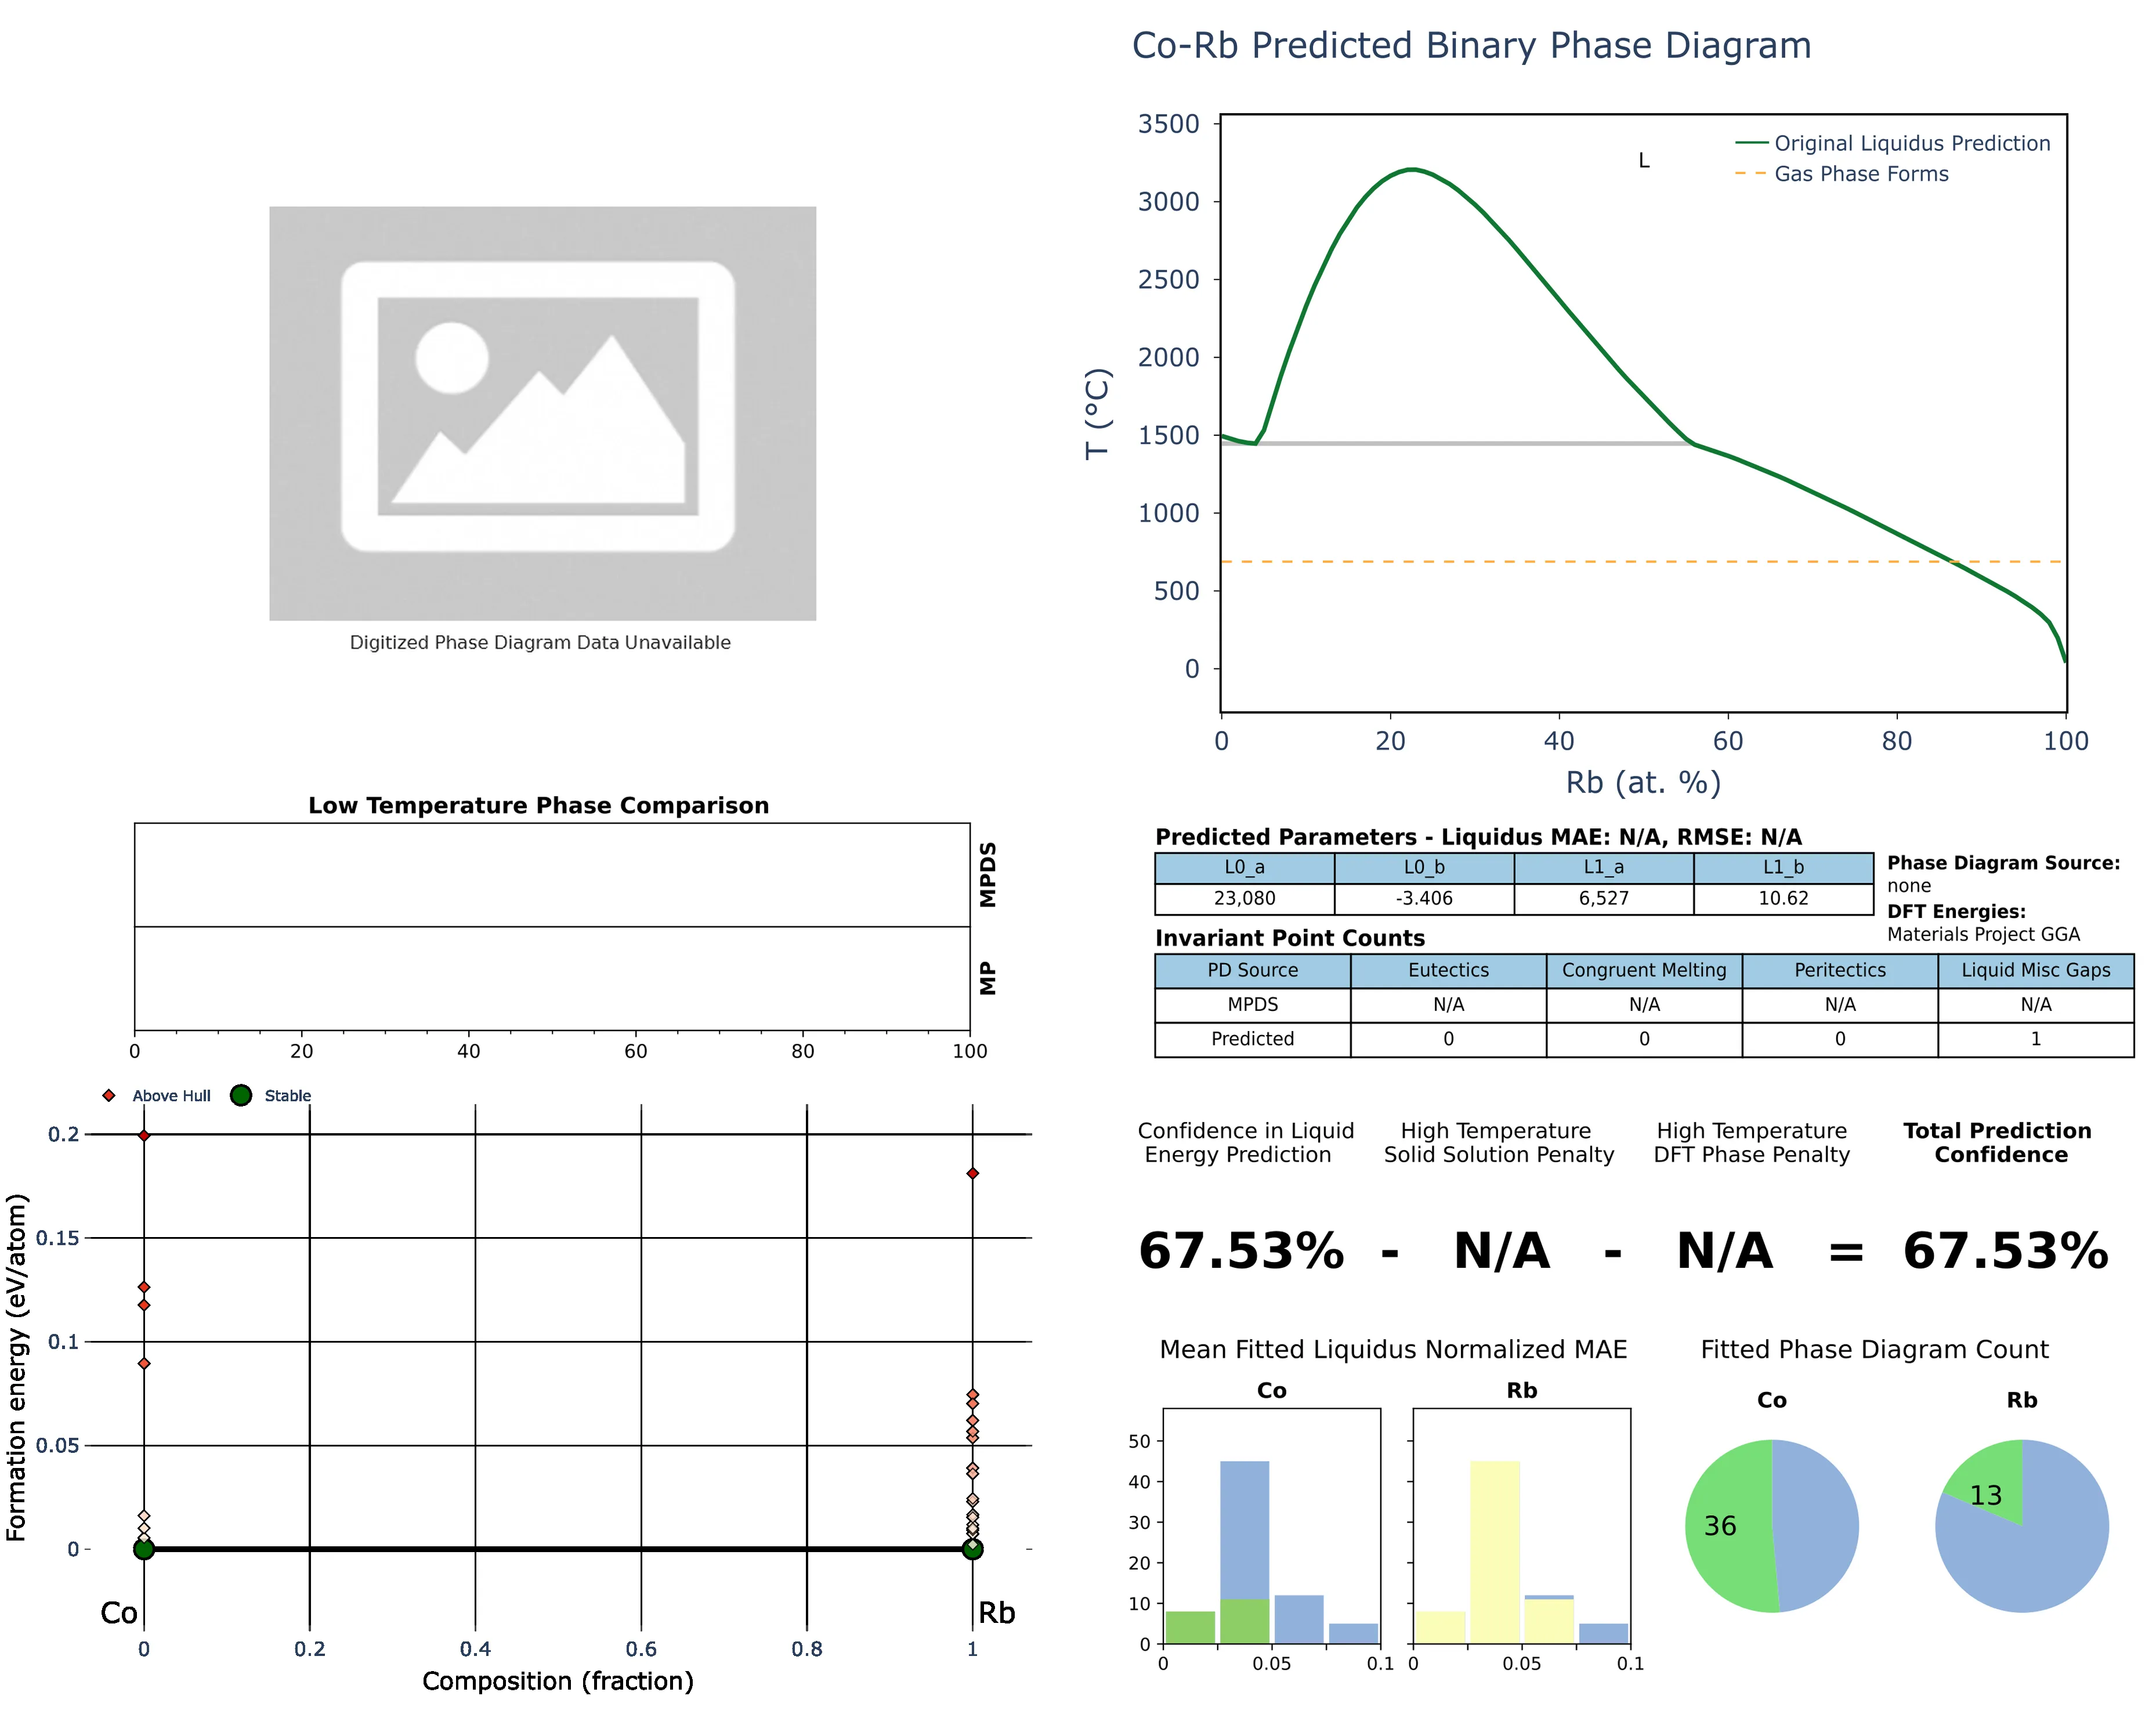 Co-Rb Predicted Binary Phase Diagram
3500
3000
2500
2000
1500
1000
500
0
T (°C)
L
Original Liquidus Prediction
Gas Phase Forms
0 20 40 60 80 100
Rb (at. %)
Digitized Phase Diagram Data Unavailable
Low Temperature Phase Comparison
MPDS
MP
0 20 40 60 80 100
Predicted Parameters - Liquidus MAE: N/A, RMSE: N/A
L0_a L0_b L1_a L1_b
23,080 -3.406 6,527 10.62
Phase Diagram Source:
none
DFT Energies:
Materials Project GGA
Invariant Point Counts
PD Source Eutectics Congruent Melting Peritectics Liquid Misc Gaps
MPDS N/A N/A N/A N/A
Predicted 0 0 0 1
Above Hull Stable
0.2
0.15
0.1
0.05
0
Formation energy (eV/atom)
Co Rb
0 0.2 0.4 0.6 0.8 1
Composition (fraction)
Confidence in Liquid
Energy Prediction
High Temperature
Solid Solution Penalty
High Temperature
DFT Phase Penalty
Total Prediction
Confidence
67.53% - N/A - N/A = 67.53%
Mean Fitted Liquidus Normalized MAE
Co Rb
50
40
30
20
10
0
0 0.05 0.1 0 0.05 0.1
Fitted Phase Diagram Count
Co Rb
36 13